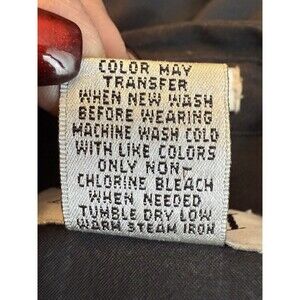 COLOR MAY
TRANSFER
WHEN NEW WASH
BEFORE WEARING
MACHINE WASH COLD
WITH LIKE COLORS
ONLY NON-
CHLORINE BLEACH
WHEN NEEDED
TUMBLE DRY LOW
WARM STEAM IRON